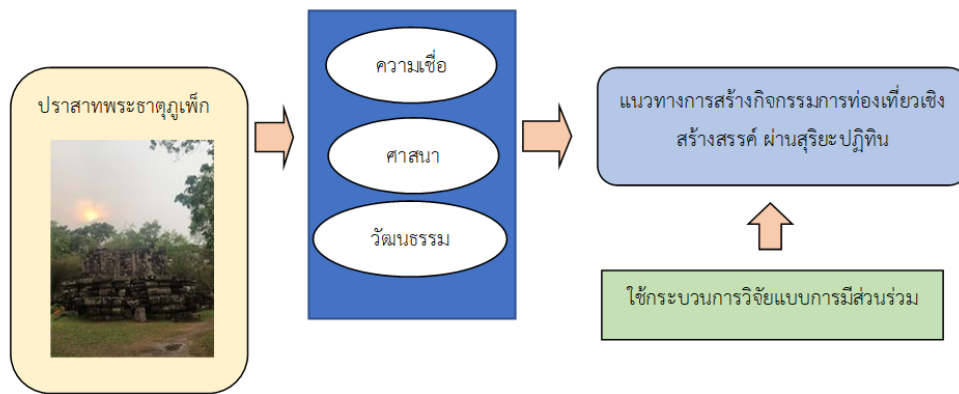 ปราสาทพระธาตุภูเพ็ก
ความเชื่อ
ศาสนา
วัฒนธรรม
แนวทางการสร้างกิจกรรมการท่องเที่ยวเชิง
สร้างสรรค์ ผ่านสุริยะปฏิทิน
ใช้กระบวนการวิจัยแบบการมีส่วนร่วม